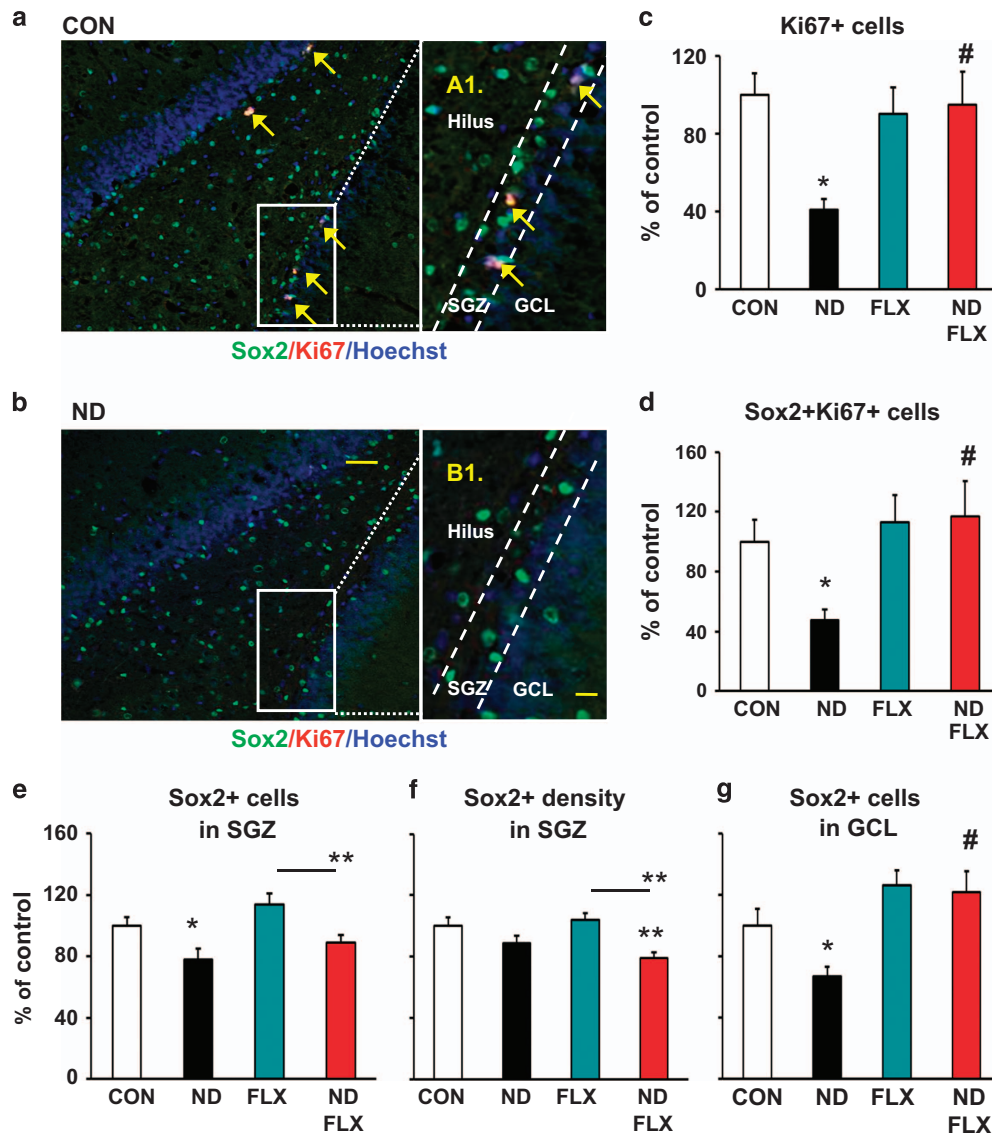 a
CON
A1.
Hilus
SGZ
GCL
Sox2/Ki67/Hoechst
b
ND
B1.
Hilus
SGZ
GCL
Sox2/Ki67/Hoechst
c
Ki67+ cells
% of control
120
80
40
0
#
*
CON
ND
FLX
ND
FLX
d
Sox2+Ki67+ cells
% of control
160
120
80
40
0
#
*
CON
ND
FLX
ND
FLX
e
Sox2+ cells
in SGZ
% of control
160
120
80
40
0
**
*
CON
ND
FLX
ND
FLX
f
Sox2+ density
in SGZ
**
**
CON
ND
FLX
ND
FLX
g
Sox2+ cells
in GCL
#
*
CON
ND
FLX
ND
FLX